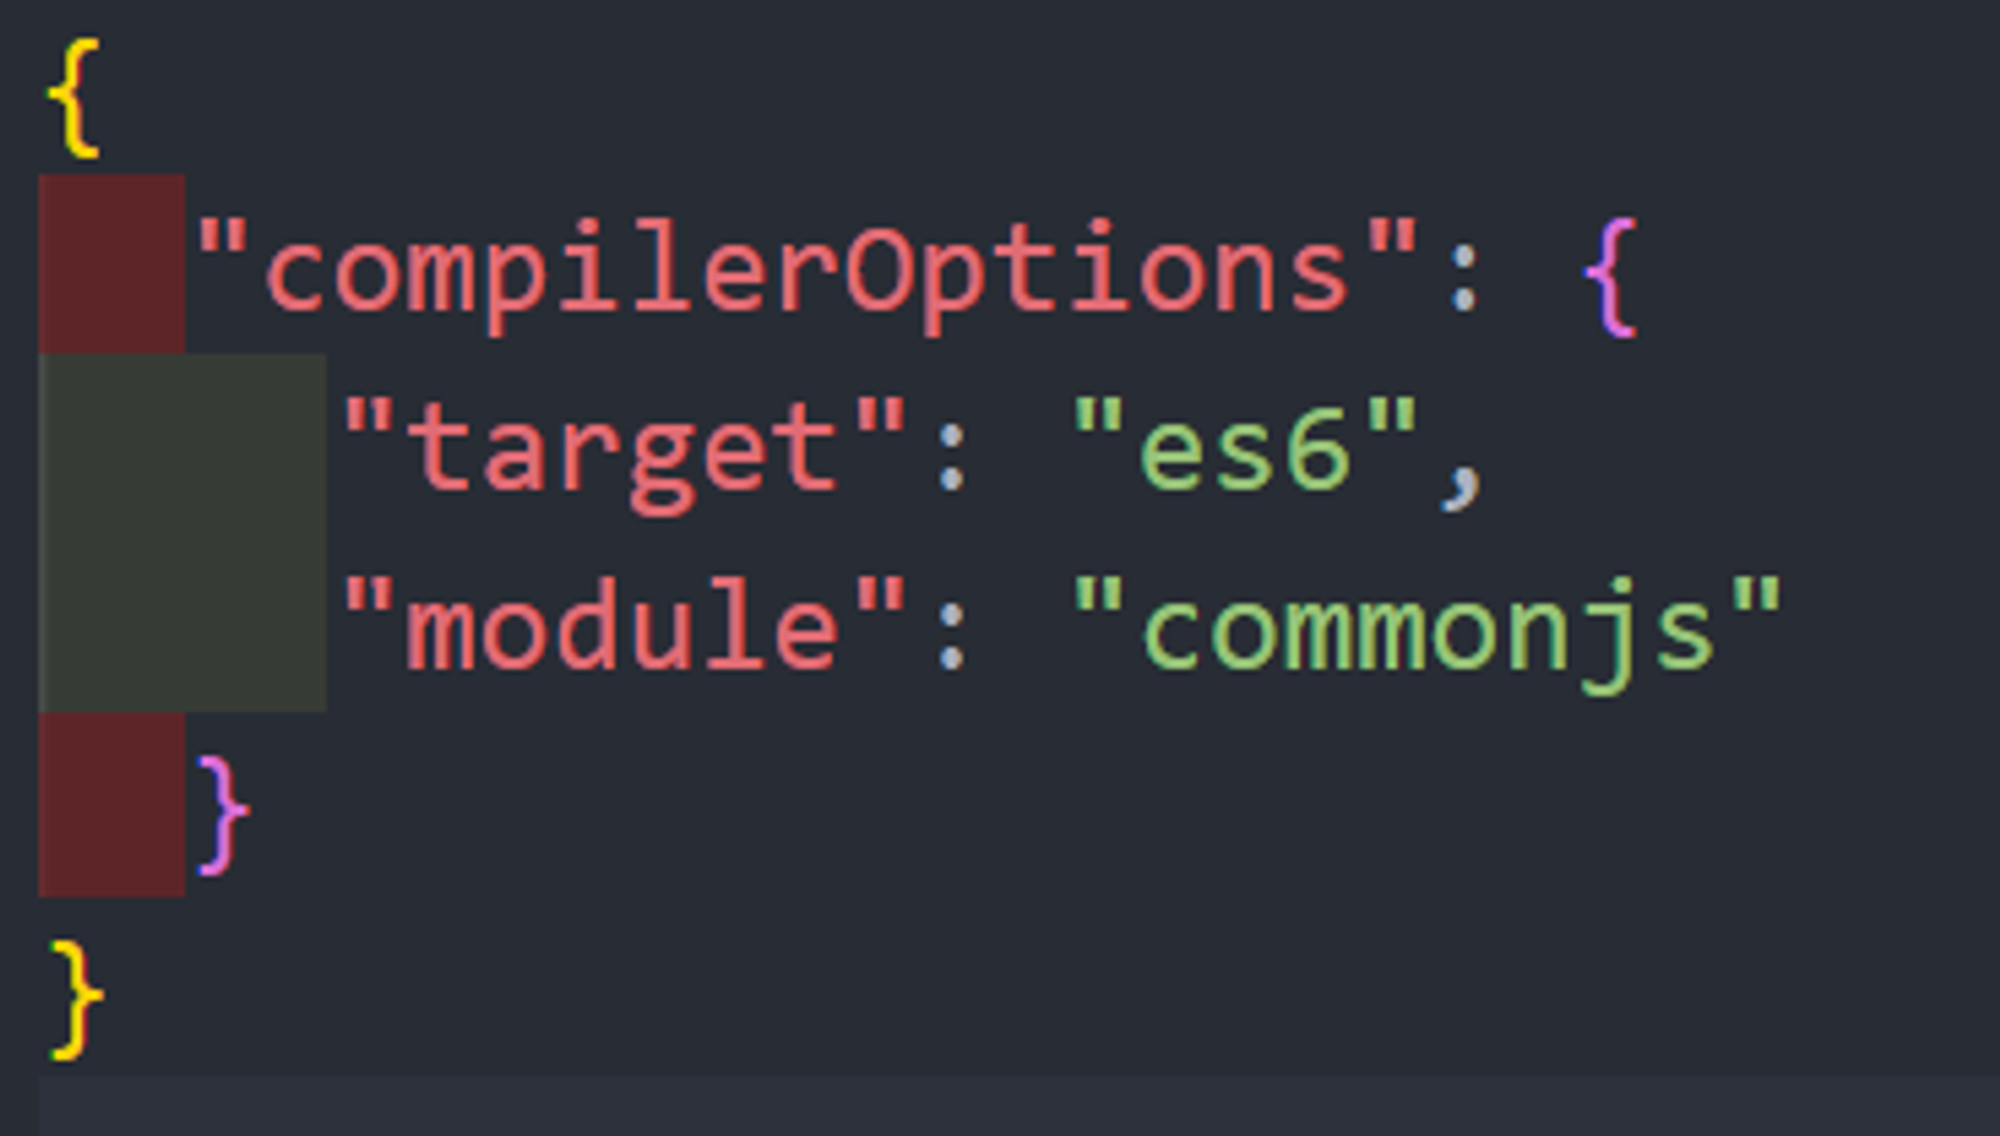 {
  "compilerOptions": {
    "target": "es6",
    "module": "commonjs"
  }
}